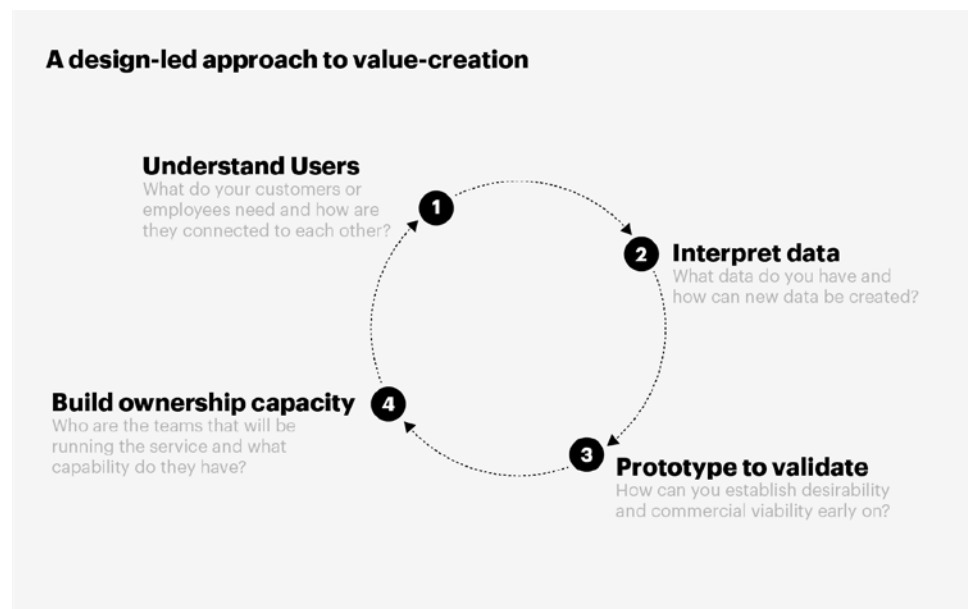 A design-led approach to value-creation
1
Understand Users
What do your customers or
employees need and how are
they connected to each other?
2
Interpret data
What data do you have and
how can new data be created?
3
Prototype to validate
How can you establish desirability
and commercial viability early on?
4
Build ownership capacity
Who are the teams that will be
running the service and what
capability do they have?